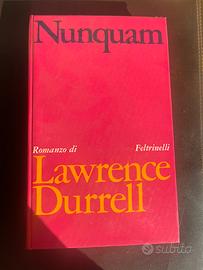 Nunquam
Romanzo di Feltrinelli
Lawrence
Durrell
subito